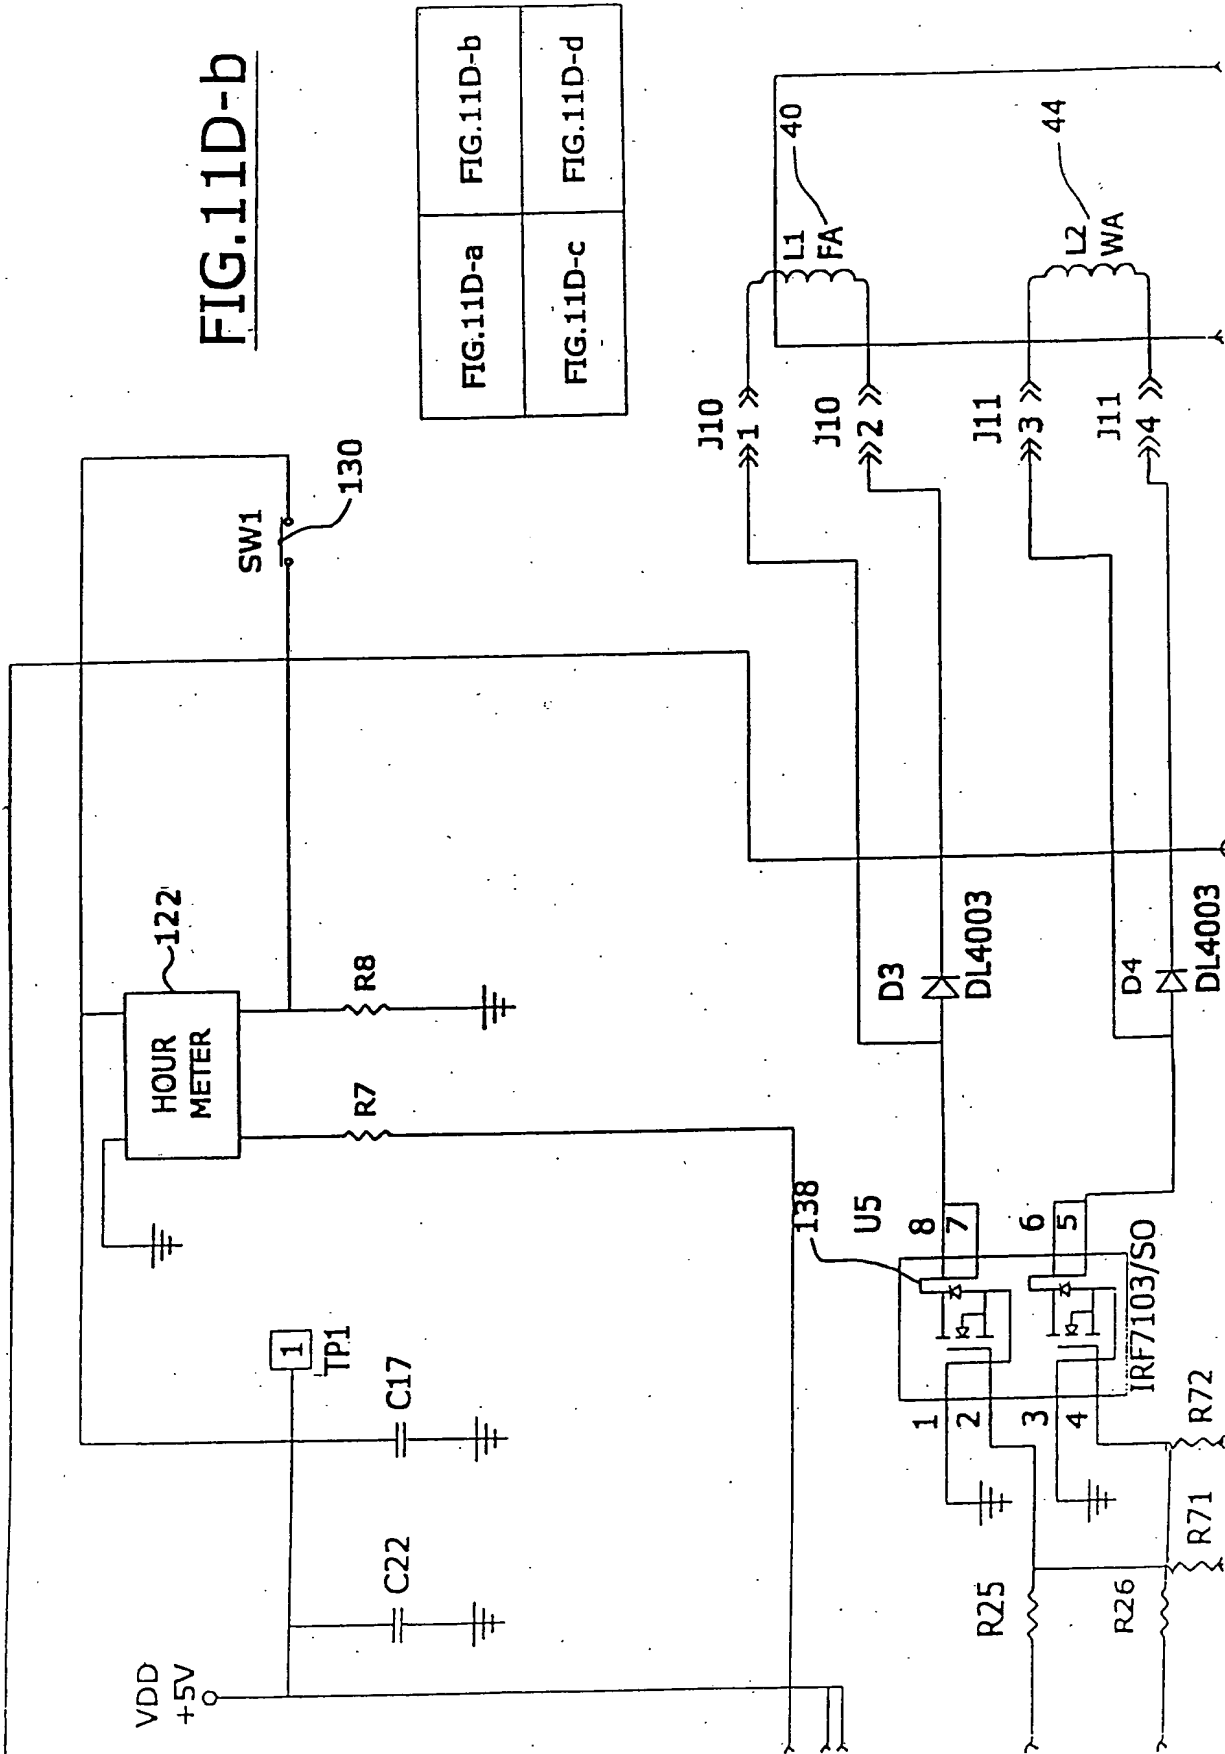 FIG.11D-b
FIG.11D-a
FIG.11D-b
FIG.11D-c
FIG.11D-d
VDD
+5V
C22
C17
1
TP1
HOUR
METER
122
R7
R8
SW1
130
138
U5
1
2
3
4
8
7
6
5
IRF7103/SO
R25
R26
R71
R72
D3
DL4003
D4
DL4003
J10
1
J10
2
J11
3
J11
4
L1
FA
40
L2
WA
44